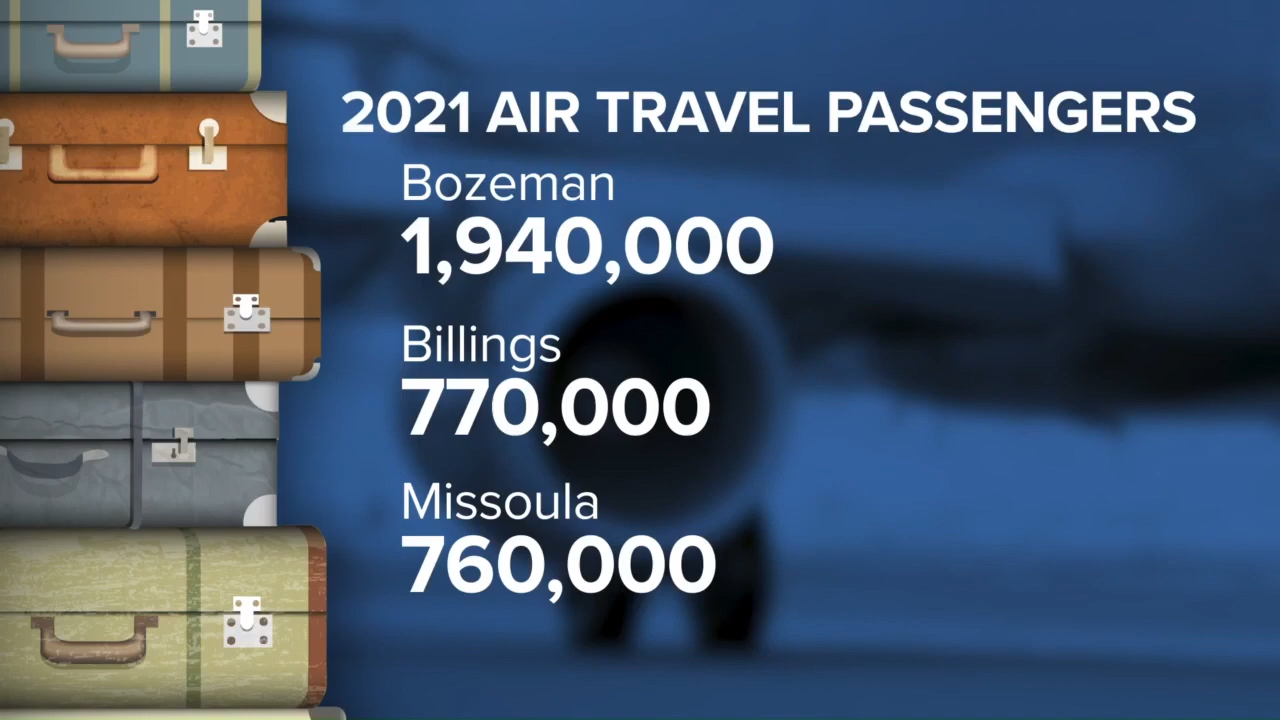 2021 AIR TRAVEL PASSENGERS
Bozeman
1,940,000
Billings
770,000
Missoula
760,000